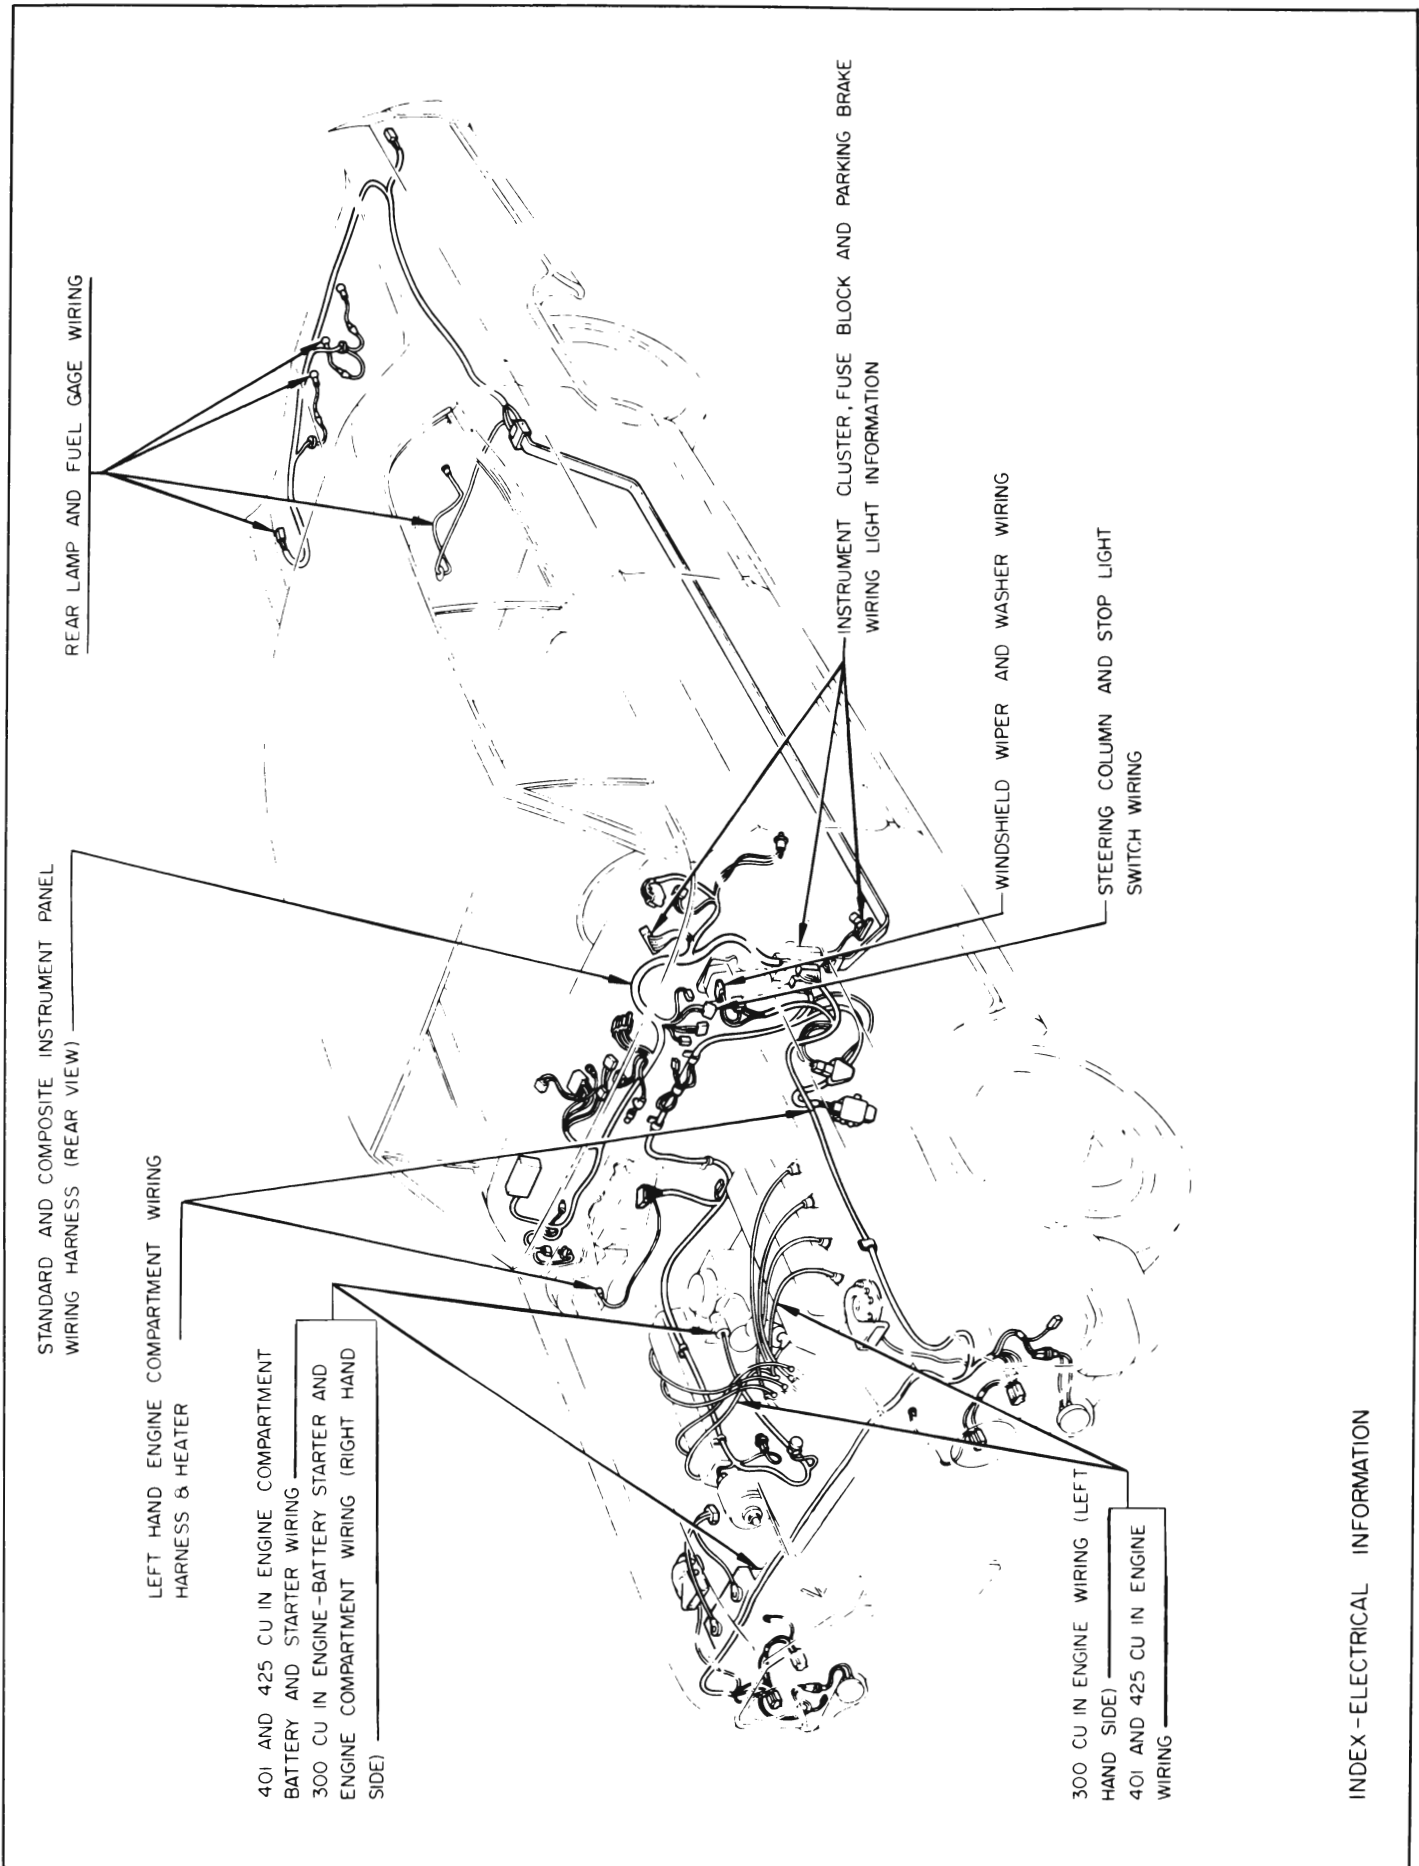 REAR LAMP AND FUEL GAGE WIRING
STANDARD AND COMPOSITE INSTRUMENT PANEL
WIRING HARNESS (REAR VIEW)
LEFT HAND ENGINE COMPARTMENT WIRING
HARNESS & HEATER
401 AND 425 CU IN ENGINE COMPARTMENT
BATTERY AND STARTER WIRING
300 CU IN ENGINE-BATTERY STARTER AND
ENGINE COMPARTMENT WIRING (RIGHT HAND
SIDE)
INSTRUMENT CLUSTER, FUSE BLOCK AND PARKING BRAKE
WIRING LIGHT INFORMATION
WINDSHIELD WIPER AND WASHER WIRING
STEERING COLUMN AND STOP LIGHT
SWITCH WIRING
300 CU IN ENGINE WIRING (LEFT
HAND SIDE)
401 AND 425 CU IN ENGINE
WIRING
INDEX-ELECTRICAL INFORMATION